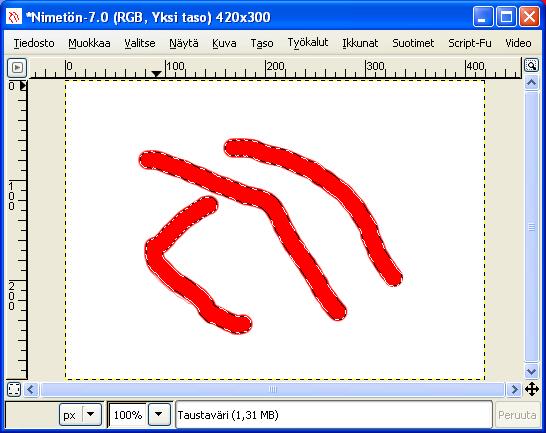 *Nimetön-7.0 (RGB, Yksi taso) 420x300
Tiedosto Muokkaa Valitse Näytä Kuva Taso Työkalut Ikkunat Suotimet Script-Fu Video
0 100 200 300 400
0
100
200
px 100% Taustaväri (1,31 MB) Peruuta